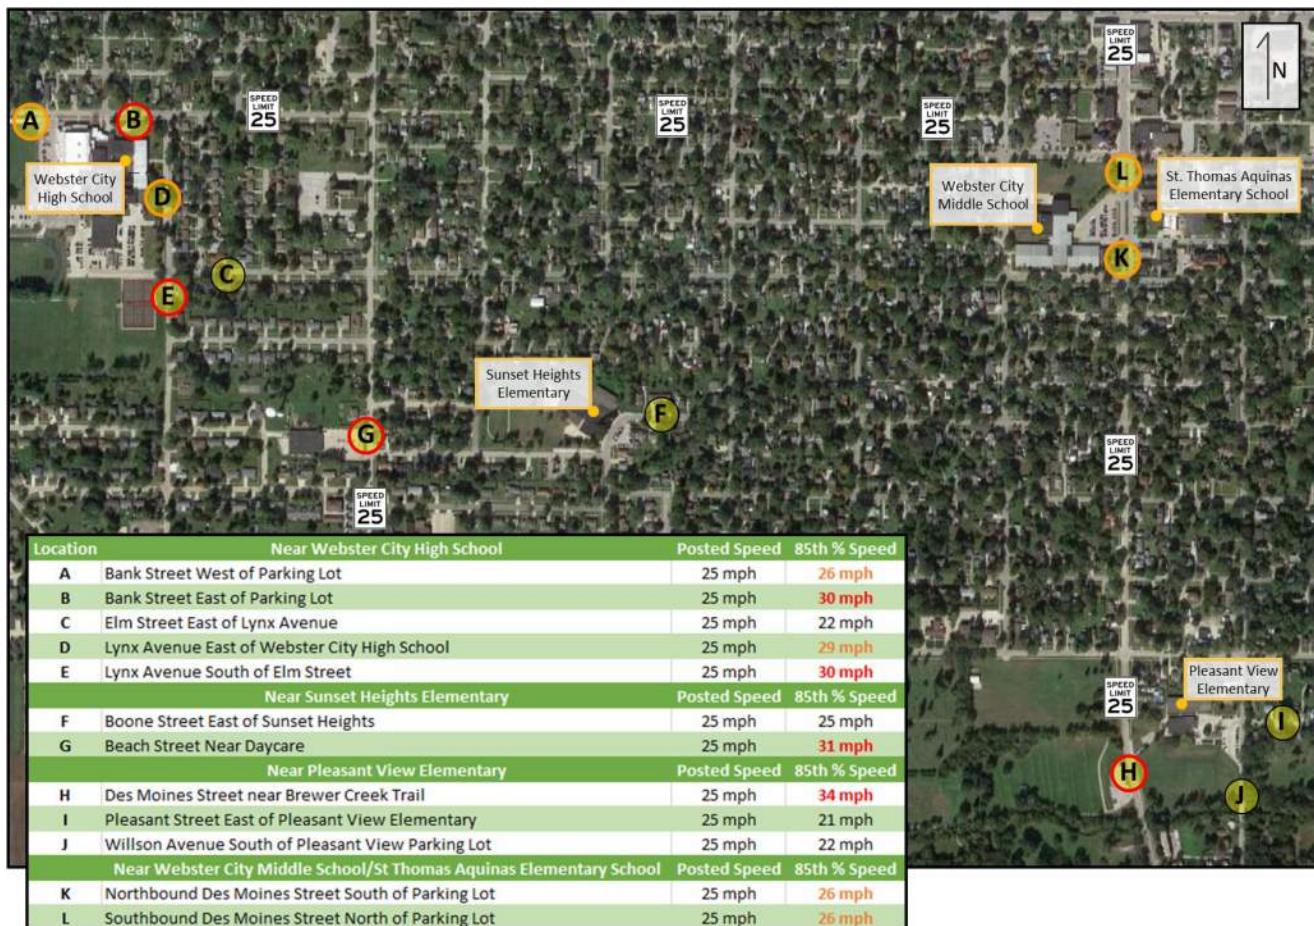 SPEED
LIMIT
25
N
A
B
SPEED
LIMIT
25
SPEED
LIMIT
25
SPEED
LIMIT
25
Webster City
High School
D
L
Webster City
Middle School
St. Thomas Aquinas
Elementary School
K
C
E
Sunset Heights
Elementary
F
G
SPEED
LIMIT
25
SPEED
LIMIT
25
SPEED
LIMIT
25
Pleasant View
Elementary
I
H
J
Location Near Webster City High School Posted Speed 85th % Speed
A Bank Street West of Parking Lot 25 mph 26 mph
B Bank Street East of Parking Lot 25 mph 30 mph
C Elm Street East of Lynx Avenue 25 mph 22 mph
D Lynx Avenue East of Webster City High School 25 mph 29 mph
E Lynx Avenue South of Elm Street 25 mph 30 mph
Near Sunset Heights Elementary Posted Speed 85th % Speed
F Boone Street East of Sunset Heights 25 mph 25 mph
G Beach Street Near Daycare 25 mph 31 mph
Near Pleasant View Elementary Posted Speed 85th % Speed
H Des Moines Street near Brewer Creek Trail 25 mph 34 mph
I Pleasant Street East of Pleasant View Elementary 25 mph 21 mph
J Willson Avenue South of Pleasant View Parking Lot 25 mph 22 mph
Near Webster City Middle School/St Thomas Aquinas Elementary School Posted Speed 85th % Speed
K Northbound Des Moines Street South of Parking Lot 25 mph 26 mph
L Southbound Des Moines Street North of Parking Lot 25 mph 26 mph